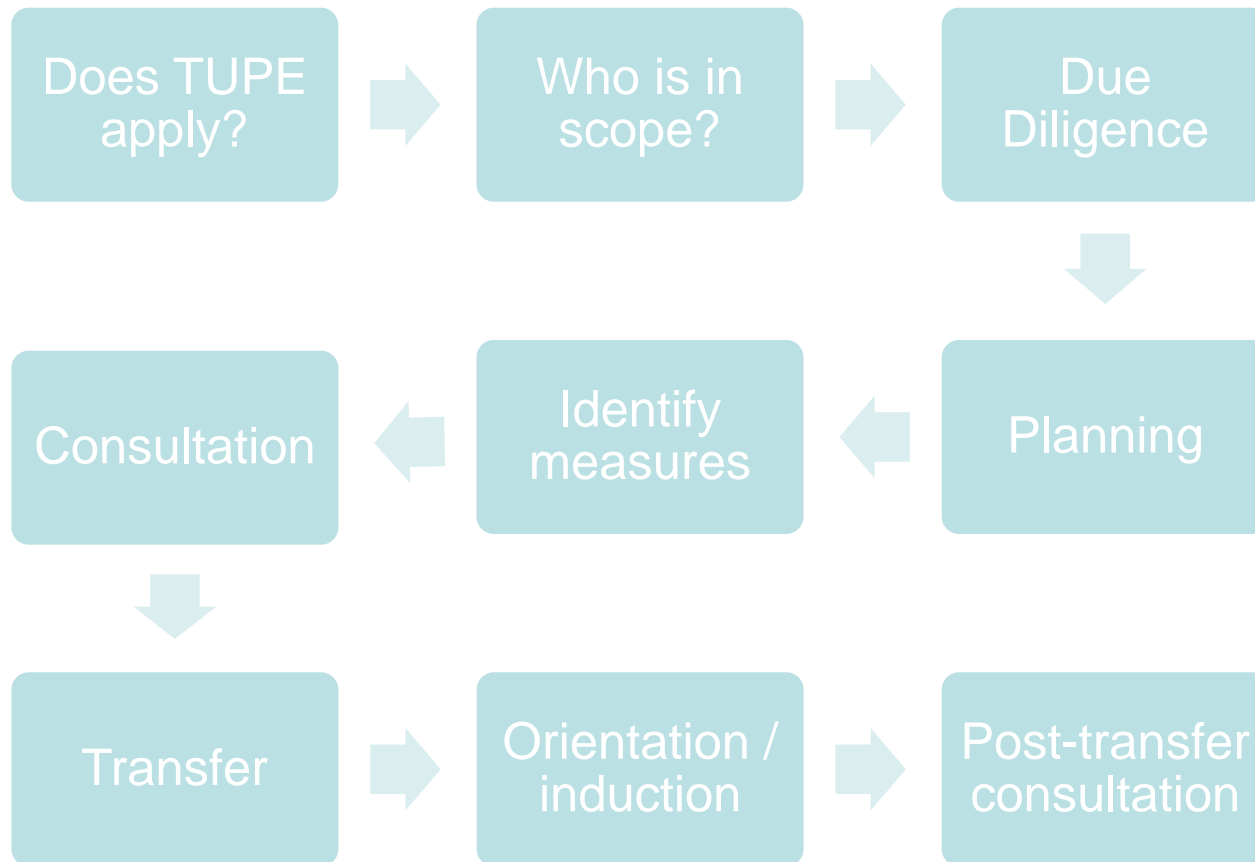 Does TUPE
apply?
Who is in
scope?
Due
Diligence
Planning
Identify
measures
Consultation
Transfer
Orientation /
induction
Post-transfer
consultation